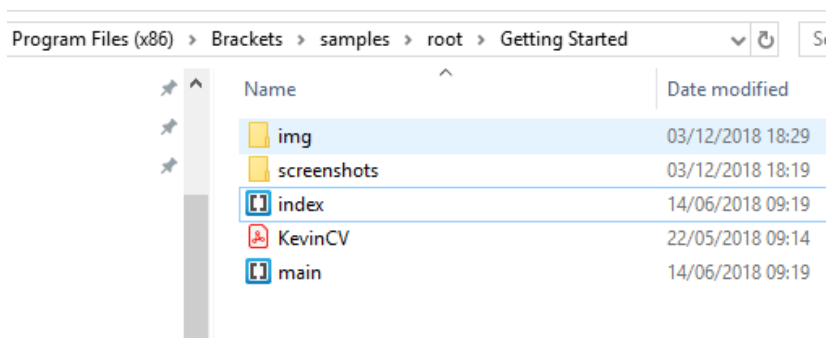 Program Files (x86) > Brackets > samples > root > Getting Started
Name Date modified
img 03/12/2018 18:29
screenshots 03/12/2018 18:19
index 14/06/2018 09:19
KevinCV 22/05/2018 09:14
main 14/06/2018 09:19